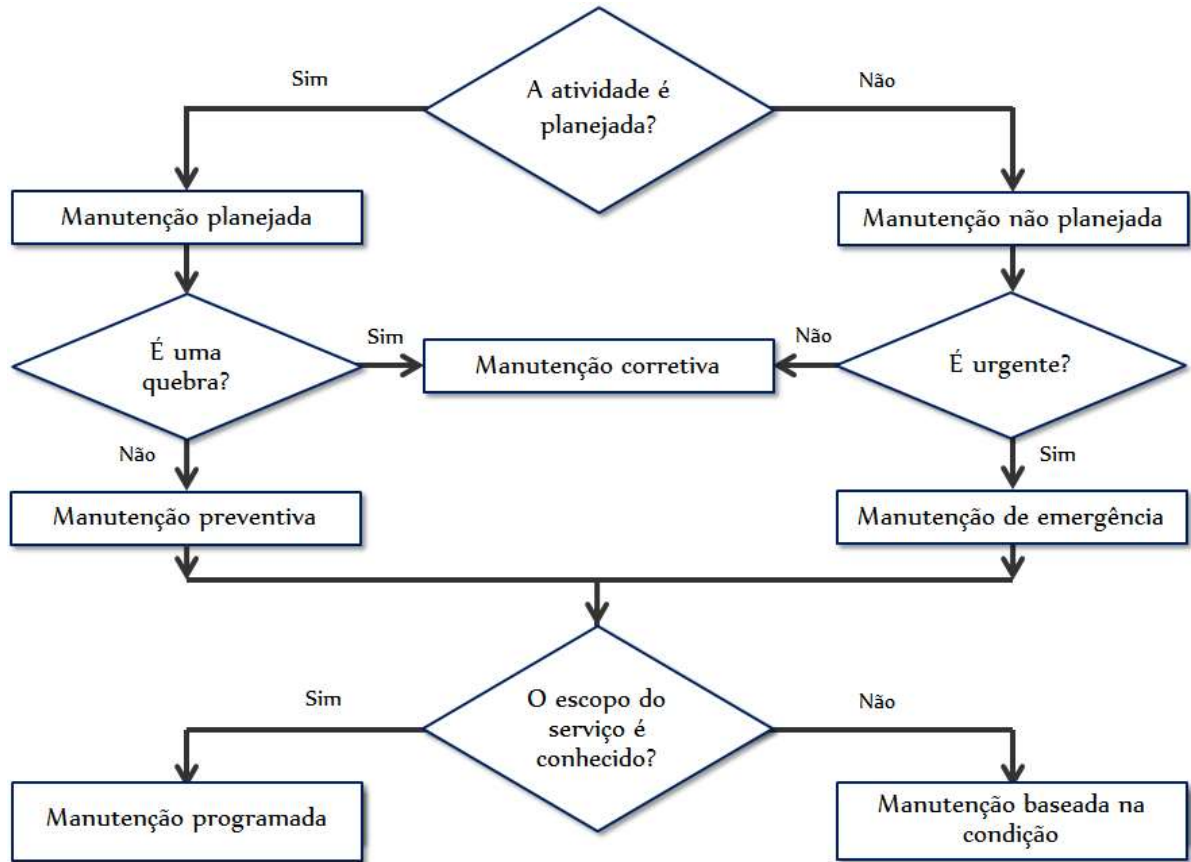 Sim
A atividade é
planejada?
Não
Manutenção planejada
Manutenção não planejada
É uma
quebra?
Sim
Manutenção corretiva
Não
É urgente?
Não
Sim
Manutenção preventiva
Manutenção de emergência
Sim
O escopo do
serviço é
conhecido?
Não
Manutenção programada
Manutenção baseada na
condição